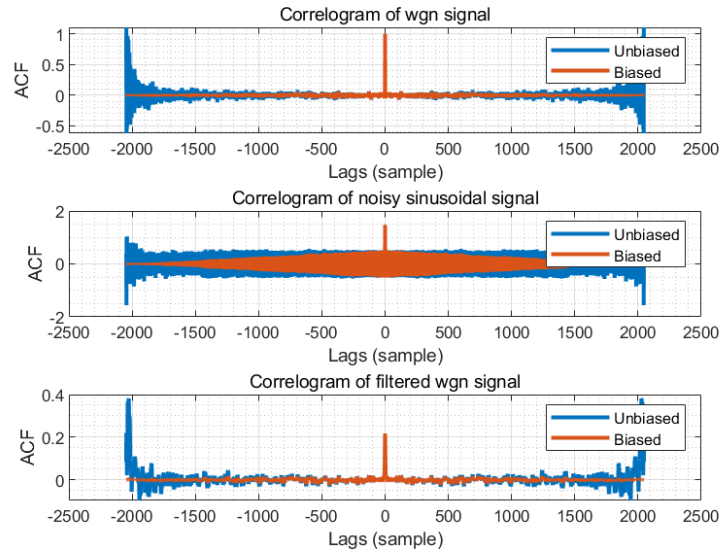 Correlogram of wgn signal
1
0.5
0
-0.5
ACF
Unbiased
Biased
-2500 -2000 -1500 -1000 -500 0 500 1000 1500 2000 2500
Lags (sample)
Correlogram of noisy sinusoidal signal
2
0
-2
ACF
Unbiased
Biased
-2500 -2000 -1500 -1000 -500 0 500 1000 1500 2000 2500
Lags (sample)
Correlogram of filtered wgn signal
0.4
0.2
0
ACF
Unbiased
Biased
-2500 -2000 -1500 -1000 -500 0 500 1000 1500 2000 2500
Lags (sample)